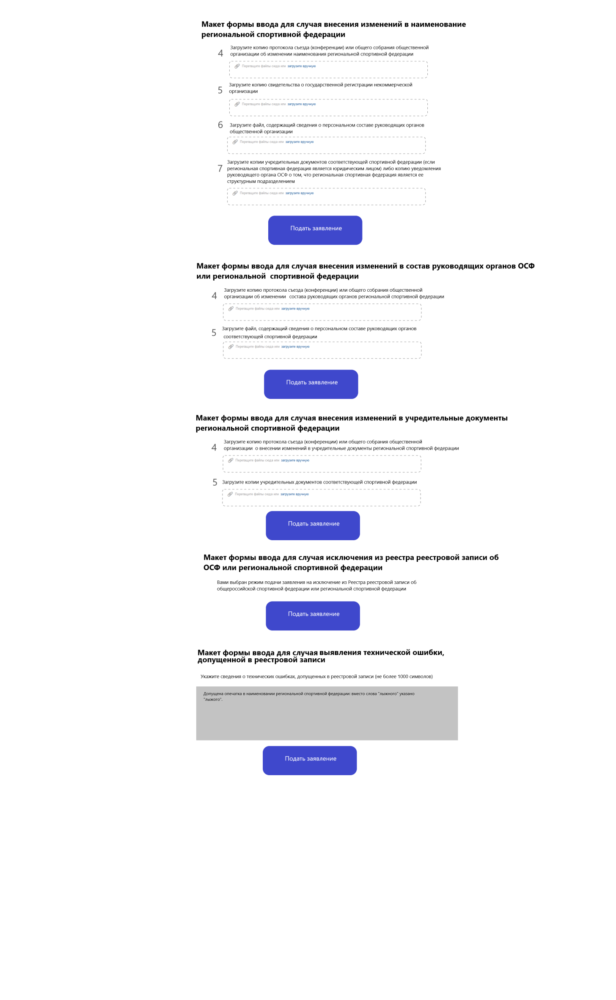 Макет формы ввода для случая внесения изменений в наименование
региональной спортивной федерации
4
Загрузите копию протокола съезда (конференции) или общего собрания общественной
организации об изменении наименования региональной спортивной федерации
Перетащите файлы сюда или загрузите вручную
5
Загрузите копию свидетельства о государственной регистрации некоммерческой
организации
Перетащите файлы сюда или загрузите вручную
6
Загрузите файл, содержащий сведения о персональном составе руководящих органов
общественной организации
Перетащите файлы сюда или загрузите вручную
7
Загрузите копии учредительных документов соответствующей спортивной федерации (если
региональная спортивная федерация является юридическим лицом) либо копию уведомления
руководящего органа ОСФ о том, что региональная спортивная федерация является ее
структурным подразделением
Перетащите файлы сюда или загрузите вручную
Подать заявление
Макет формы ввода для случая внесения изменений в состав руководящих органов ОСФ
или региональной спортивной федерации
4
Загрузите копию протокола съезда (конференции) или общего собрания общественной
организации об изменении состава руководящих органов региональной спортивной федерации
Перетащите файлы сюда или загрузите вручную
5
Загрузите файл, содержащий сведения о персональном составе руководящих органов
соответствующей спортивной федерации
Перетащите файлы сюда или загрузите вручную
Подать заявление
Макет формы ввода для случая внесения изменений в учредительные документы
региональной спортивной федерации
4
Загрузите копию протокола съезда (конференции) или общего собрания общественной
организации о внесении изменений в учредительные документы региональной спортивной федерации
Перетащите файлы сюда или загрузите вручную
5 Загрузите копии учредительных документов соответствующей спортивной федерации
Перетащите файлы сюда или загрузите вручную
Подать заявление
Макет формы ввода для случая исключения из реестра реестровой записи об
ОСФ или региональной спортивной федерации
Вами выбран режим подачи заявления на исключение из Реестра реестровой записи об
общероссийской спортивной федерации или региональной спортивной федерации
Подать заявление
Макет формы ввода для случая выявления технической ошибки,
допущенной в реестровой записи
Укажите сведения о технических ошибках, допущенных в реестровой записи (не более 1000 символов)
Допущена опечатка в наименовании региональной спортивной федерации: вместо слова "лыжного" указано
"лыжого".
Подать заявление